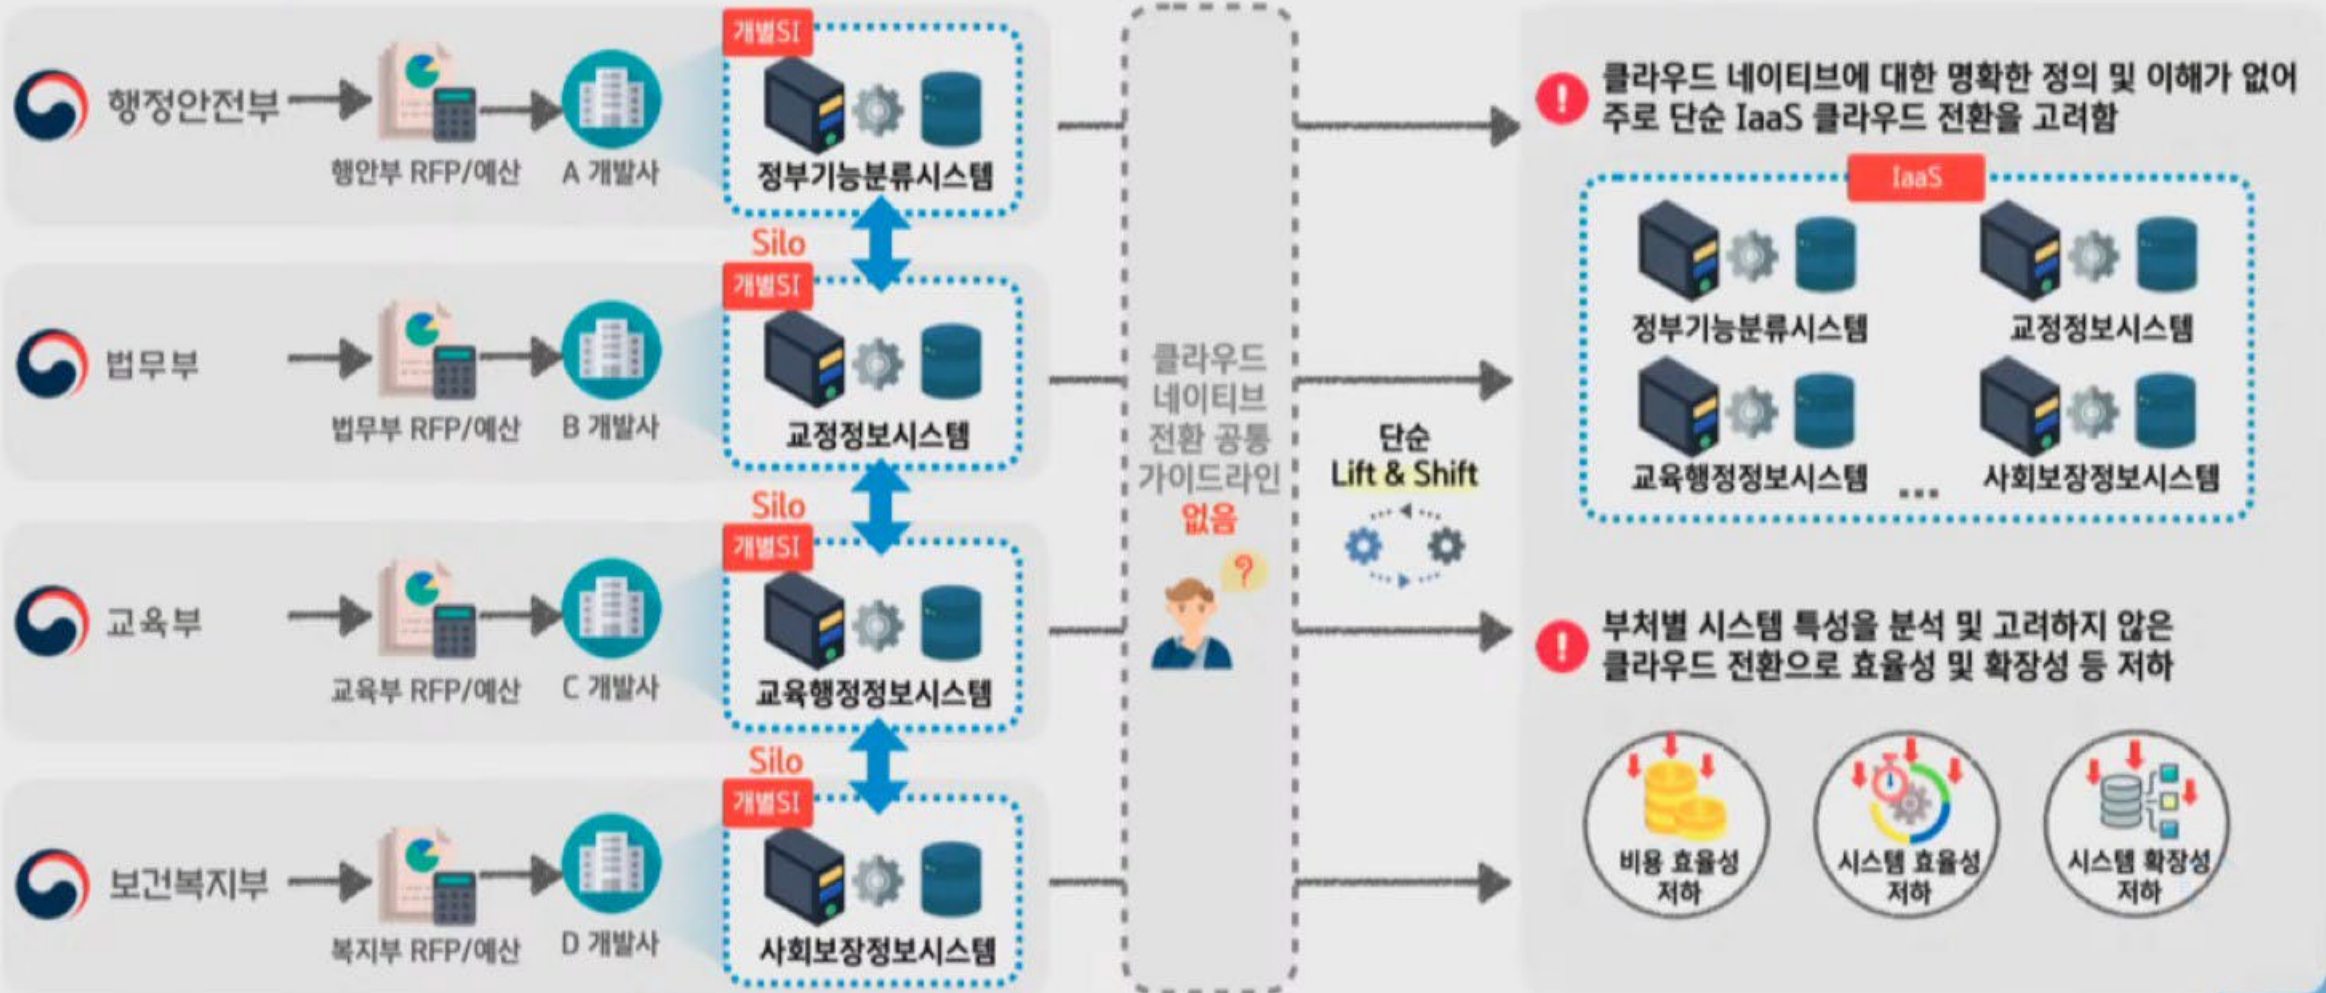 행정안전부
행안부 RFP/예산
A 개발사
개별SI
정부기능분류시스템
Silo
법무부
법무부 RFP/예산
B 개발사
개별SI
교정정보시스템
Silo
교육부
교육부 RFP/예산
C 개발사
개별SI
교육행정정보시스템
Silo
보건복지부
복지부 RFP/예산
D 개발사
개별SI
사회보장정보시스템
클라우드
네이티브
전환 공통
가이드라인
없음
?
단순
Lift & Shift
! 클라우드 네이티브에 대한 명확한 정의 및 이해가 없어
주로 단순 IaaS 클라우드 전환을 고려함
IaaS
정부기능분류시스템
교정정보시스템
교육행정정보시스템
...
사회보장정보시스템
! 부처별 시스템 특성을 분석 및 고려하지 않은
클라우드 전환으로 효율성 및 확장성 등 저하
비용 효율성
저하
시스템 효율성
저하
시스템 확장성
저하